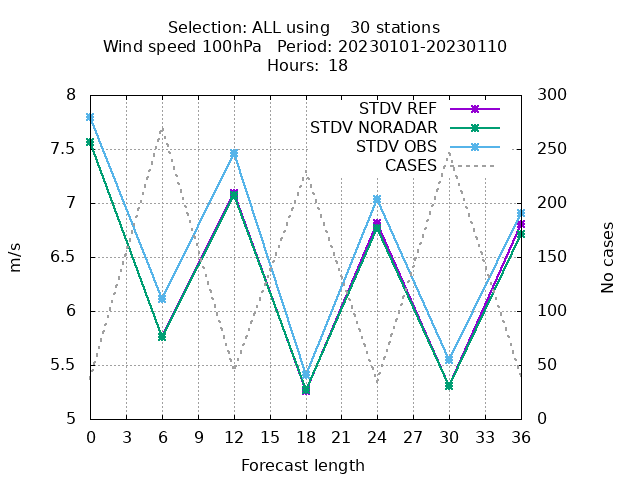 Selection: ALL using    30 stations
Wind speed 100hPa   Period: 20230101-20230110
Hours:  18
8 300
STDV REF
STDV NORADAR
7.5 250
STDV OBS
CASES
7 200
6.5 150
6 100
5.5 50
5 0
m/s
No cases
0 3 6 9 12 15 18 21 24 27 30 33 36
Forecast length